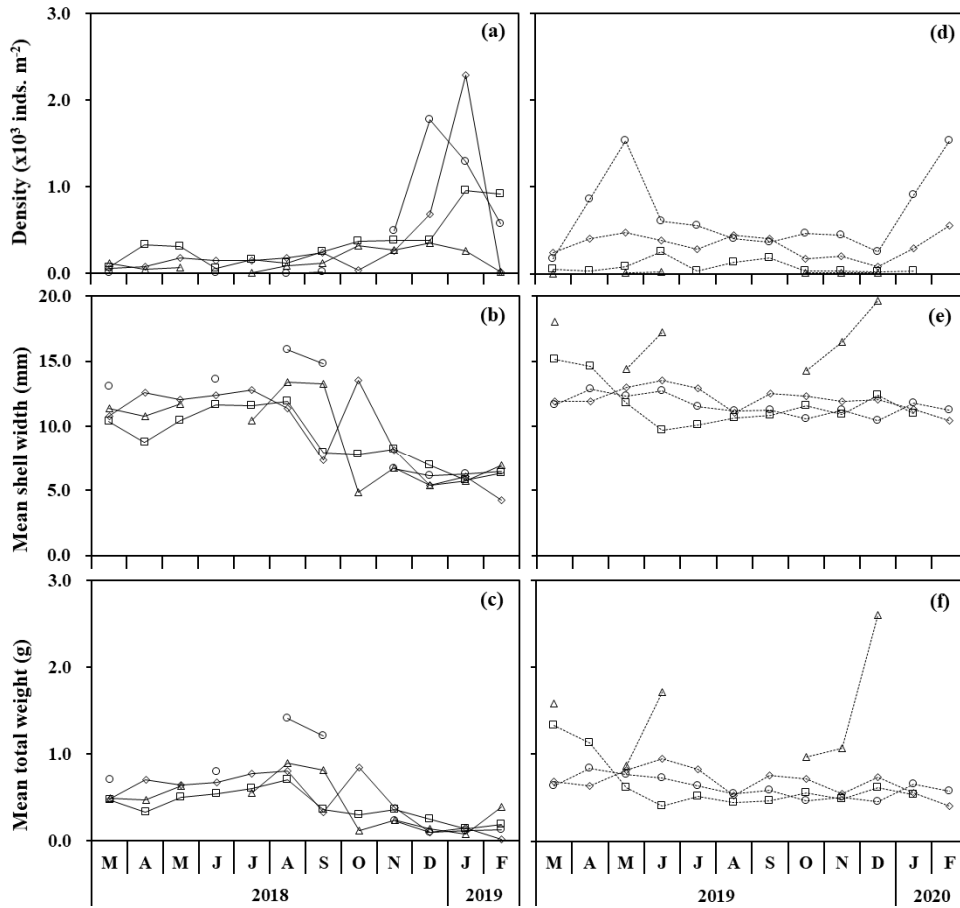 3.0
2.0
1.0
0.0
Density (x10³ inds. m⁻²)
(a)
(d)
20.0
15.0
10.0
5.0
0.0
Mean shell width (mm)
(b)
(e)
3.0
2.0
1.0
0.0
Mean total weight (g)
(c)
(f)
M A M J J A S O N D J F
M A M J J A S O N D J F
2018 2019
2019 2020